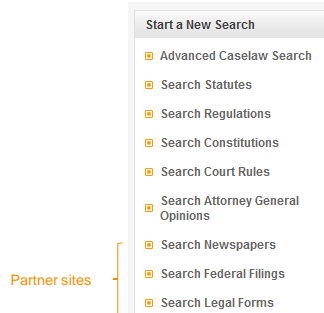 Start a New Search
Advanced Caselaw Search
Search Statutes
Search Regulations
Search Constitutions
Search Court Rules
Search Attorney General
Opinions
Search Newspapers
Partner sites
Search Federal Filings
Search Legal Forms